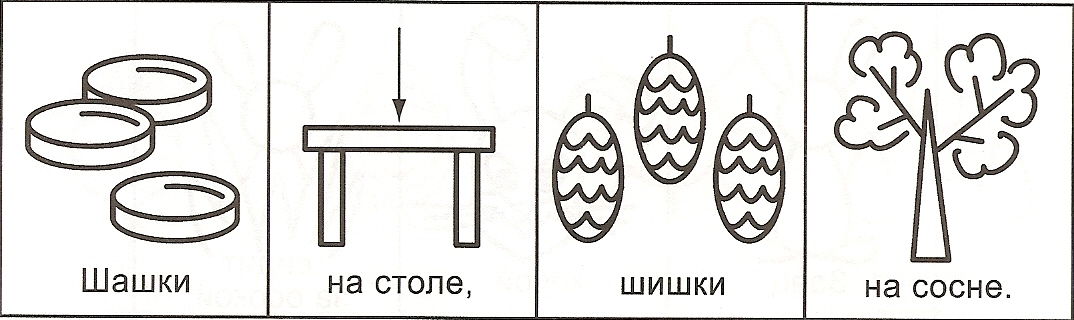 Шашки
на столе,
шишки
на сосне.